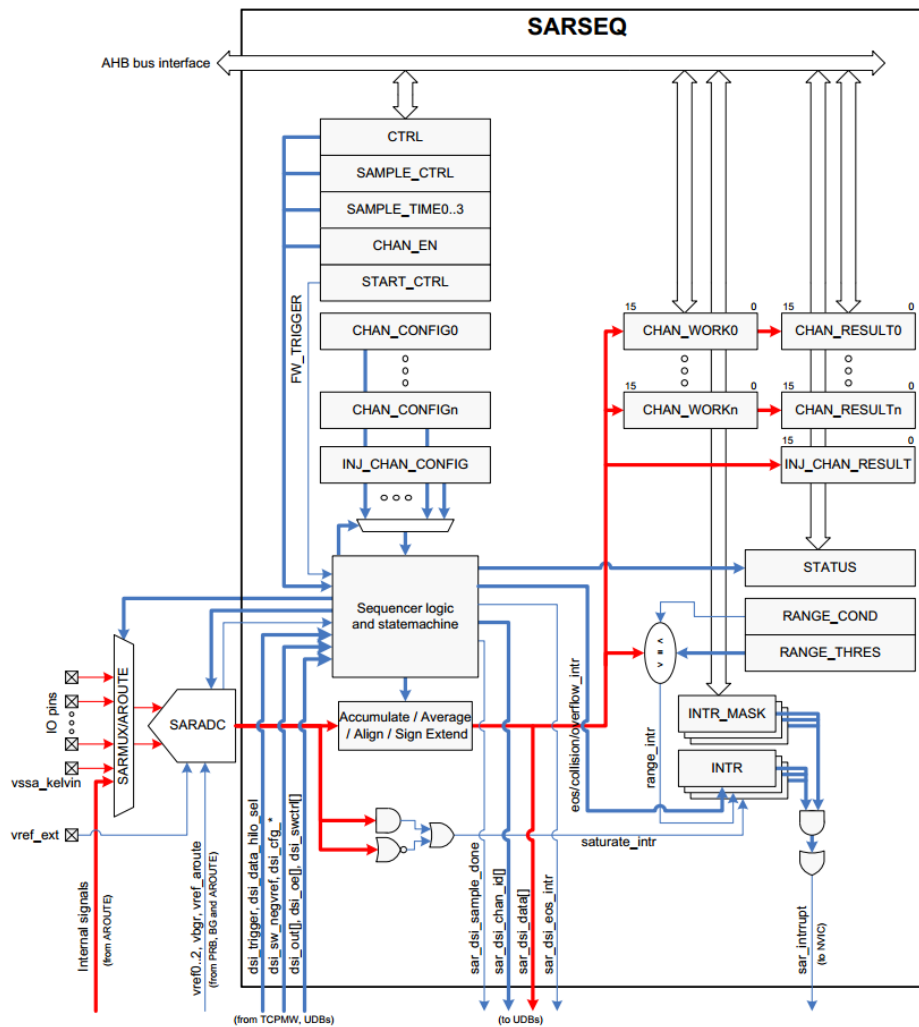 SARSEQ
AHB bus interface
CTRL
SAMPLE_CTRL
SAMPLE_TIME0..3
CHAN_EN
START_CTRL
FW_TRIGGER
CHAN_CONFIG0
CHAN_CONFIGn
INJ_CHAN_CONFIG
15
0
CHAN_WORK0
15
0
CHAN_RESULT0
15
0
CHAN_WORKn
15
0
CHAN_RESULTn
15
0
INJ_CHAN_RESULT
Sequencer logic
and statemachine
STATUS
RANGE_COND
RANGE_THRES
< = >
SARMUX/AROUTE
IO pins
vssa_kelvin
SARADC
Accumulate / Average
/ Align / Sign Extend
eos/collision/overflow_intr
range_intr
INTR_MASK
INTR
vref_ext
saturate_intr
Internal signals
(from AROUTE)
vref0..2, vbgr, vref_aroute
(from PRB, BG and AROUTE)
dsi_trigger, dsi_data_hilo_sel
dsi_sw_negvref, dsi_cfg_*
dsi_out[], dsi_oe[], dsi_swctrl[]
sar_dsi_sample_done
sar_dsi_chan_id[]
sar_dsi_data[]
sar_dsi_eos_intr
sar_intrrupt
(to NVIC)
(from TCPMW, UDBs)
(to UDBs)